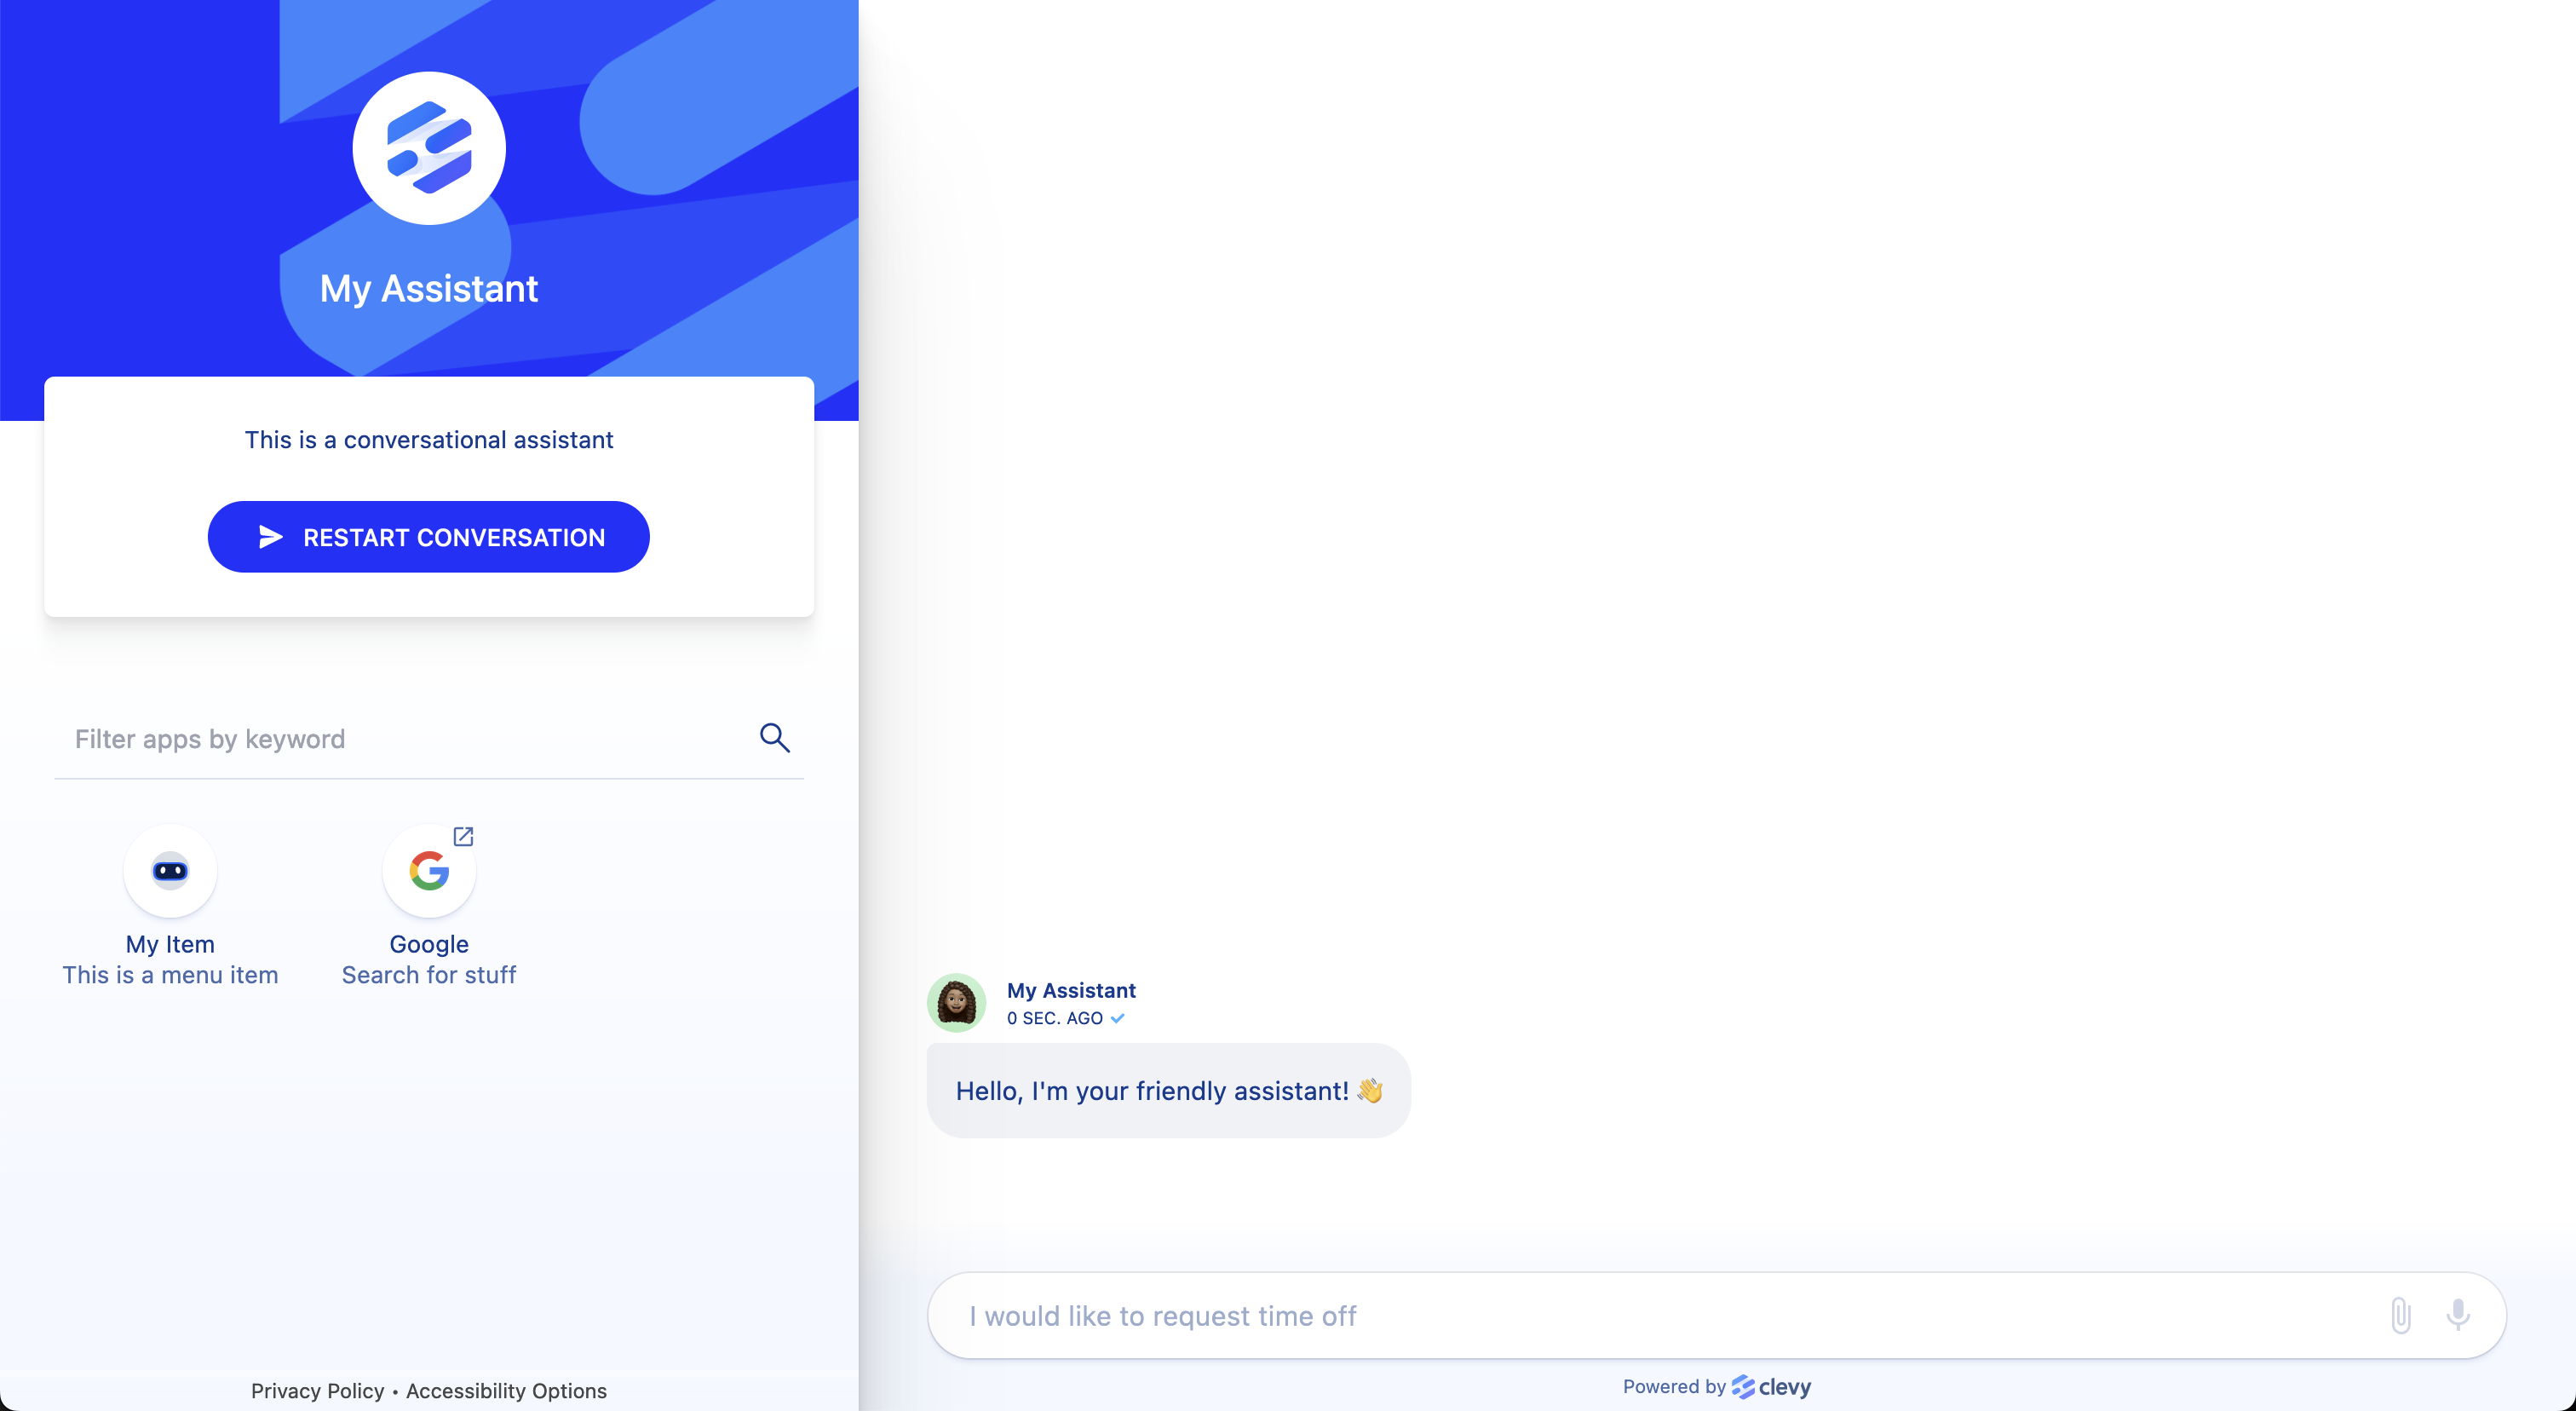 My Assistant
This is a conversational assistant
RESTART CONVERSATION
Filter apps by keyword
My Item
This is a menu item
Google
Search for stuff
Privacy Policy • Accessibility Options
My Assistant
0 SEC. AGO
Hello, I'm your friendly assistant! 👋
I would like to request time off
Powered by clevy